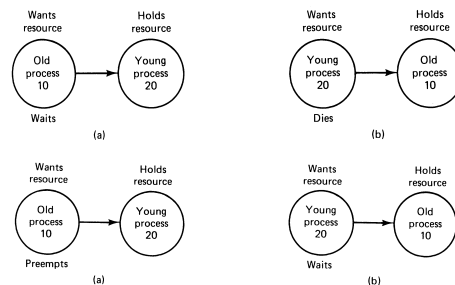 Wants
resource
Holds
resource
Old
process
10
Young
process
20
Waits
(a)
Wants
resource
Holds
resource
Young
process
20
Old
process
10
Dies
(b)
Wants
resource
Holds
resource
Old
process
10
Young
process
20
Preempts
(a)
Wants
resource
Holds
resource
Young
process
20
Old
process
10
Waits
(b)